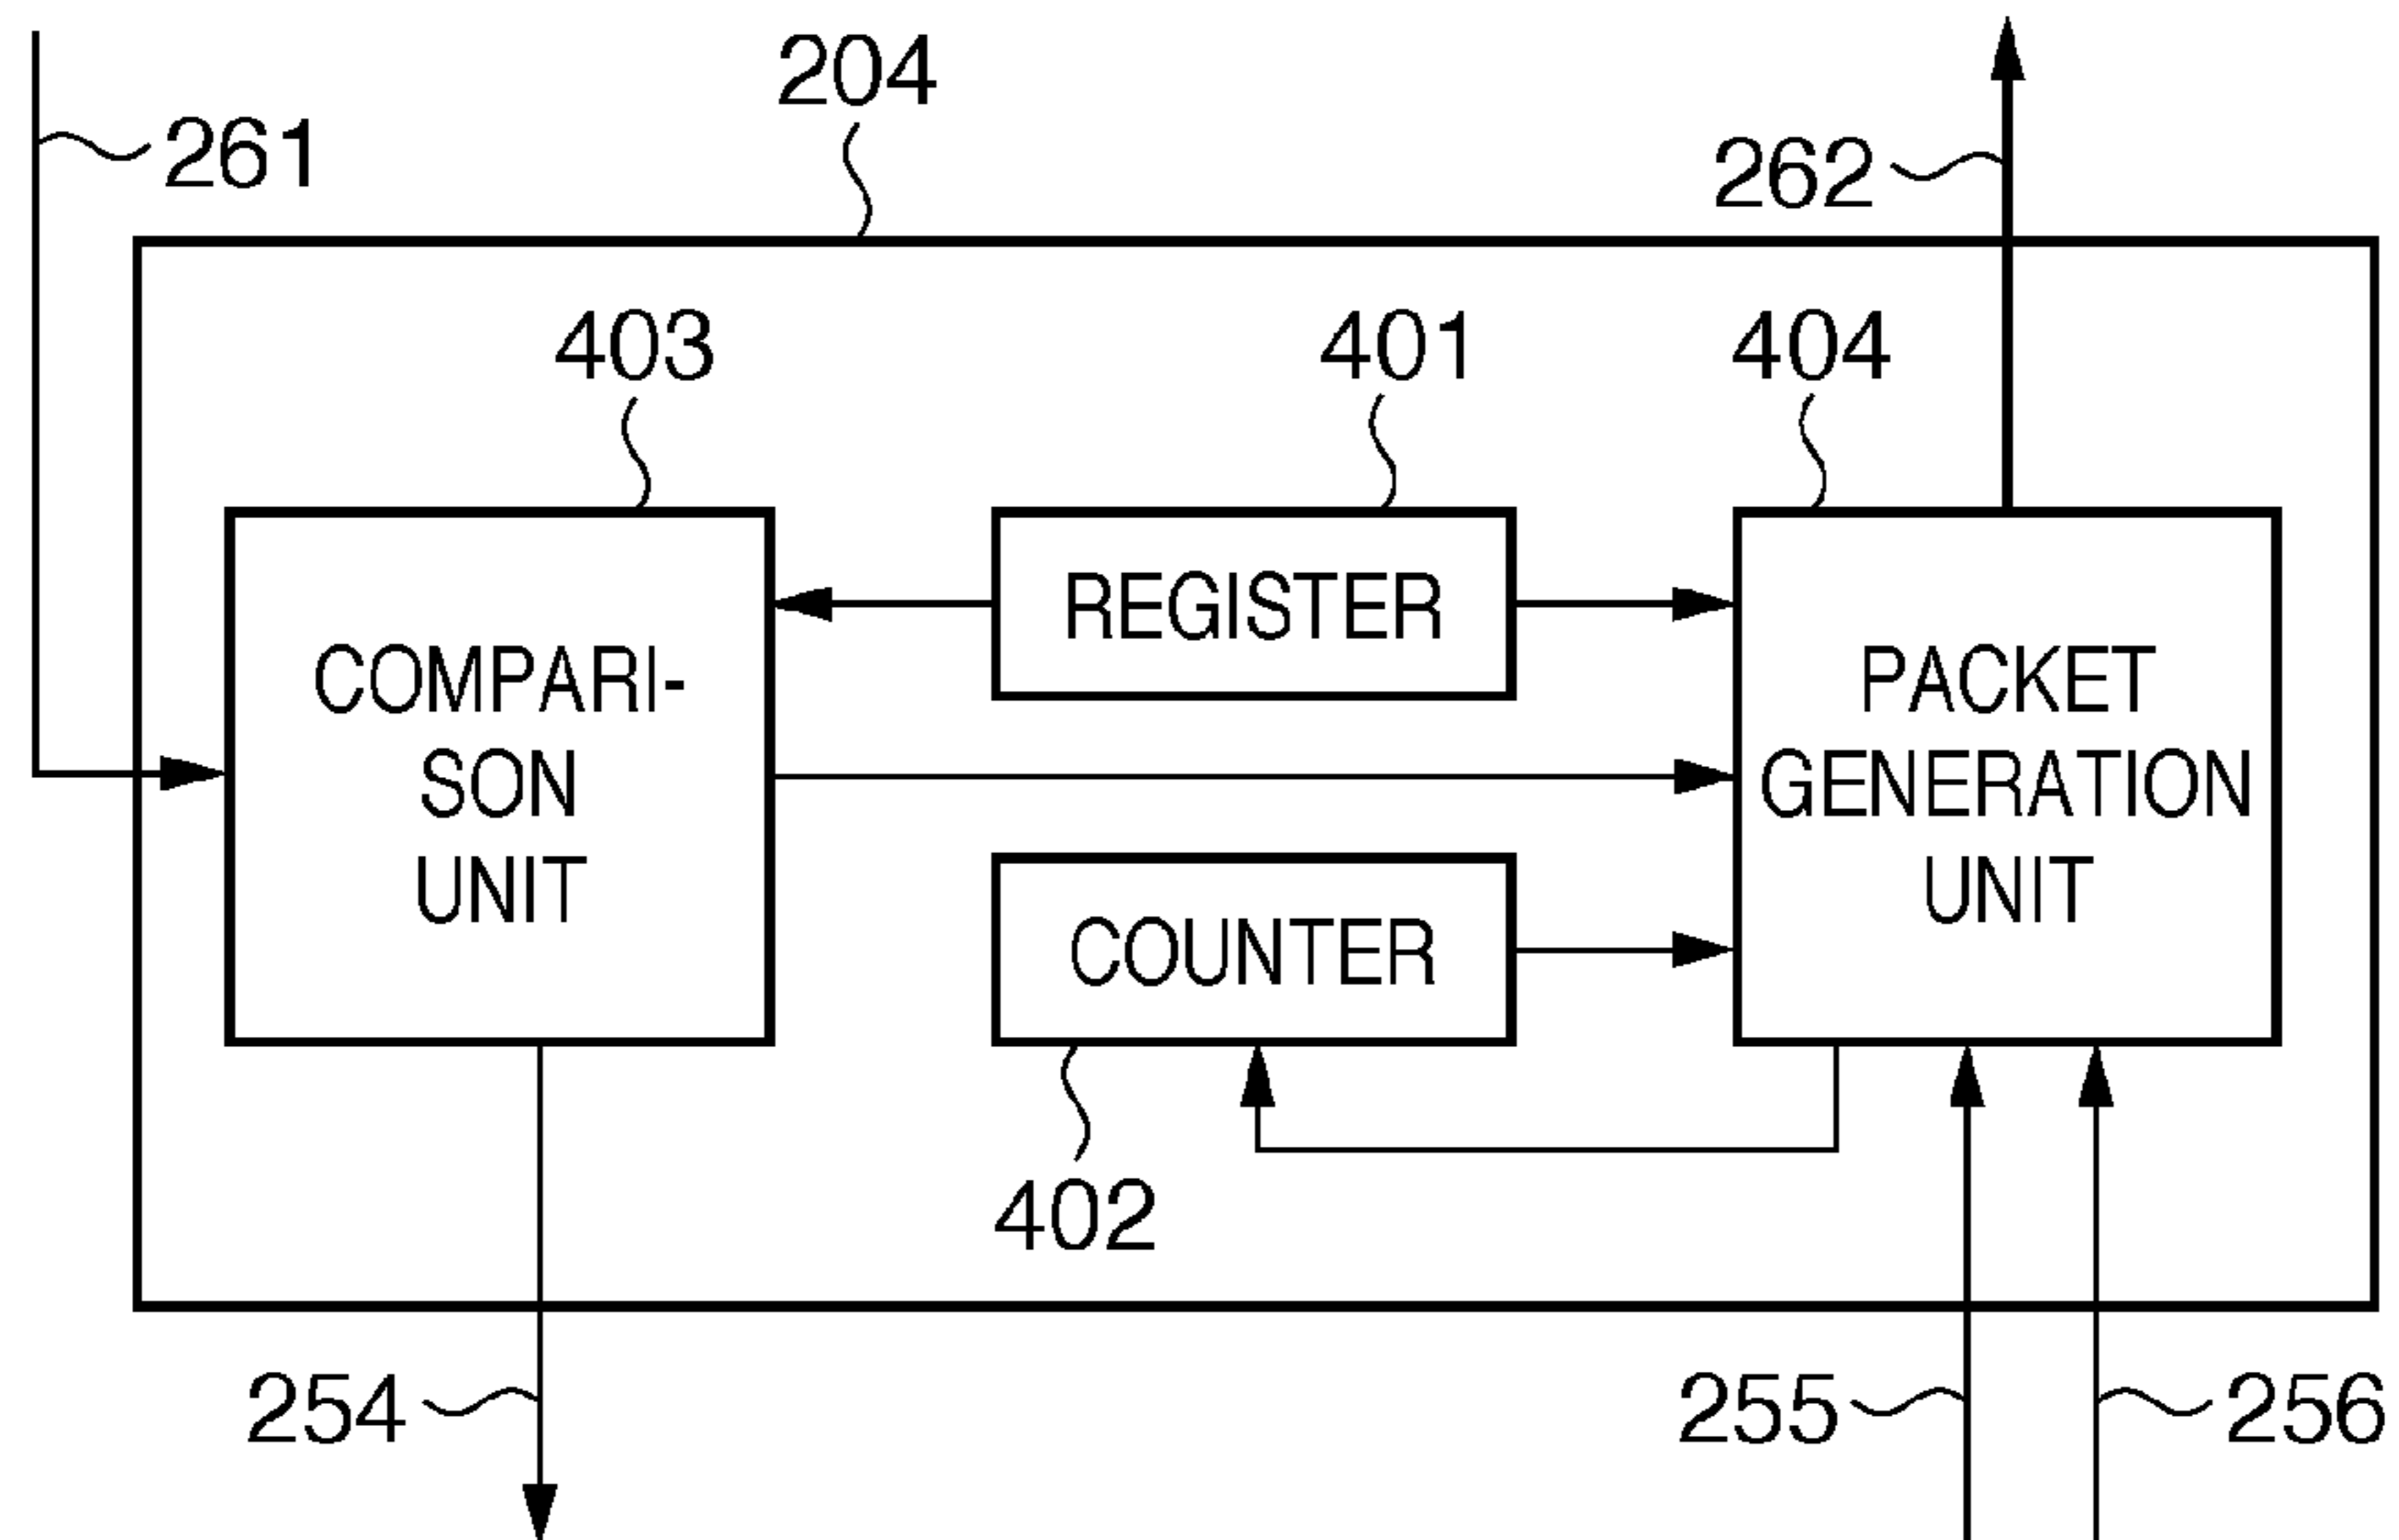 204
261
262
403
401
404
REGISTER
COMPARI-
SON
UNIT
PACKET
GENERATION
UNIT
COUNTER
402
254
255
256